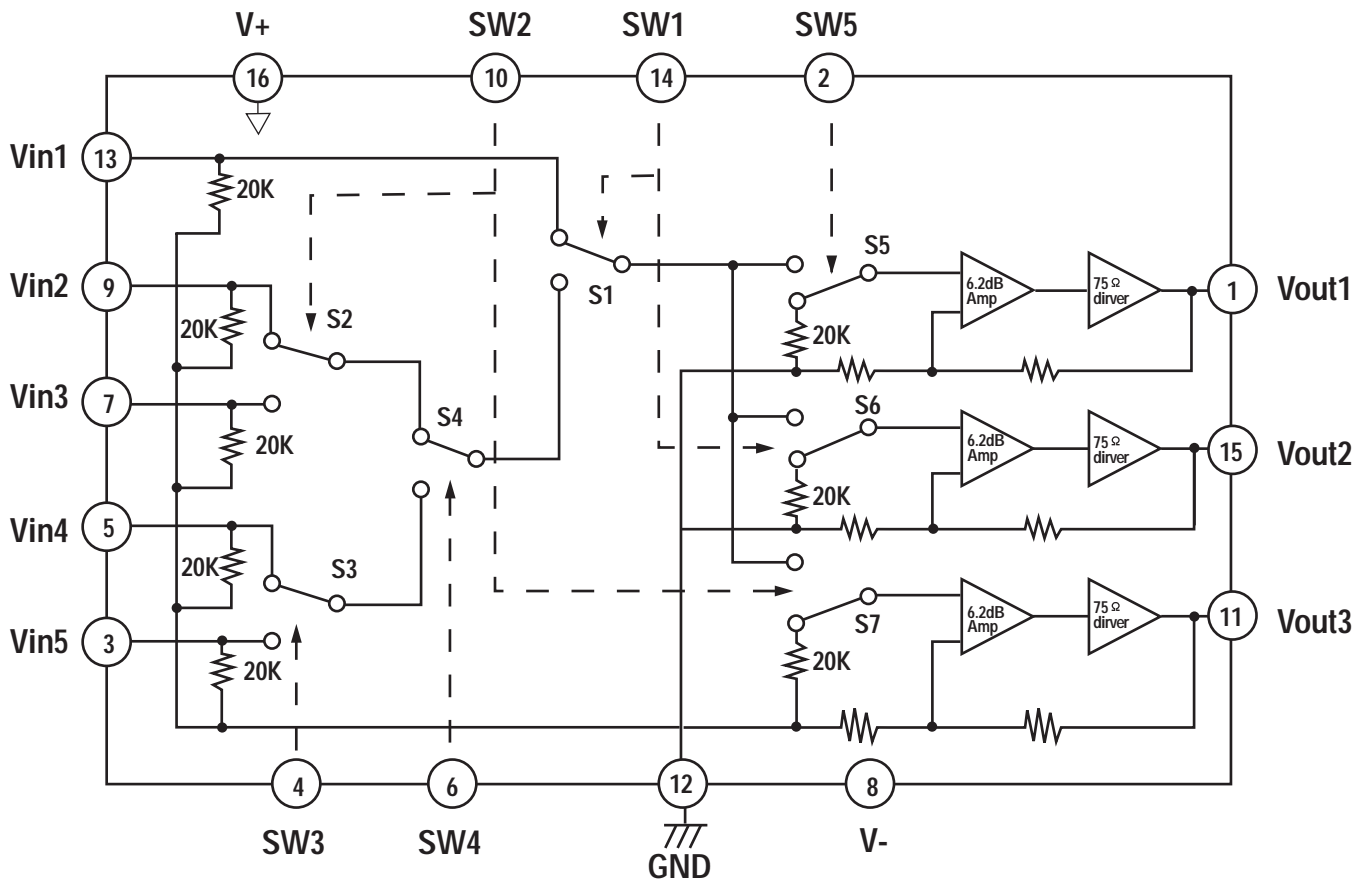 V+
SW2
SW1
SW5
16
10
14
2
Vin1
13
20K
Vin2
9
20K
S2
S1
S5
6.2dB
Amp
75 Ω
dirver
1
Vout1
20K
Vin3
7
20K
S4
S6
6.2dB
Amp
75 Ω
dirver
15
Vout2
20K
Vin4
5
20K
S3
Vin5
3
20K
S7
6.2dB
Amp
75 Ω
dirver
11
Vout3
20K
4
6
12
8
SW3
SW4
GND
V-